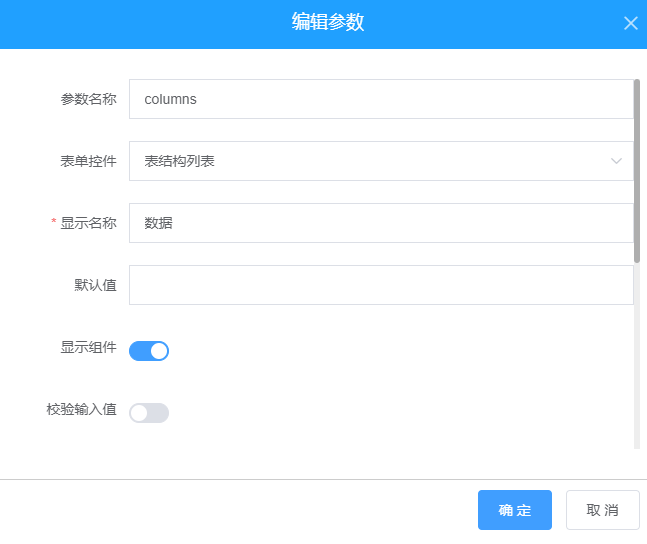 编辑参数
参数名称 columns
表单控件 表结构列表
* 显示名称 数据
默认值
显示组件
校验输入值
确 定 取 消